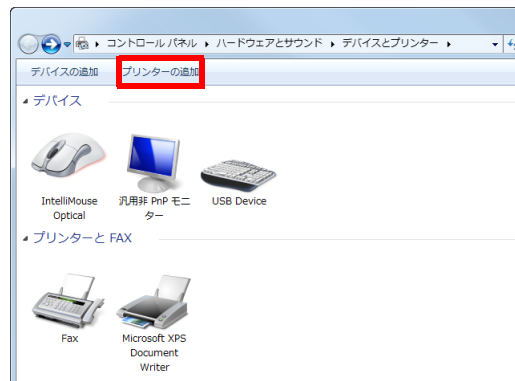 コントロール パネル ▸ ハードウェアとサウンド ▸ デバイスとプリンター ▸
デバイスの追加 プリンターの追加
デバイス
IntelliMouse
Optical
汎用非 PnP モニ
ター
USB Device
プリンターと FAX
Fax
Microsoft XPS
Document
Writer